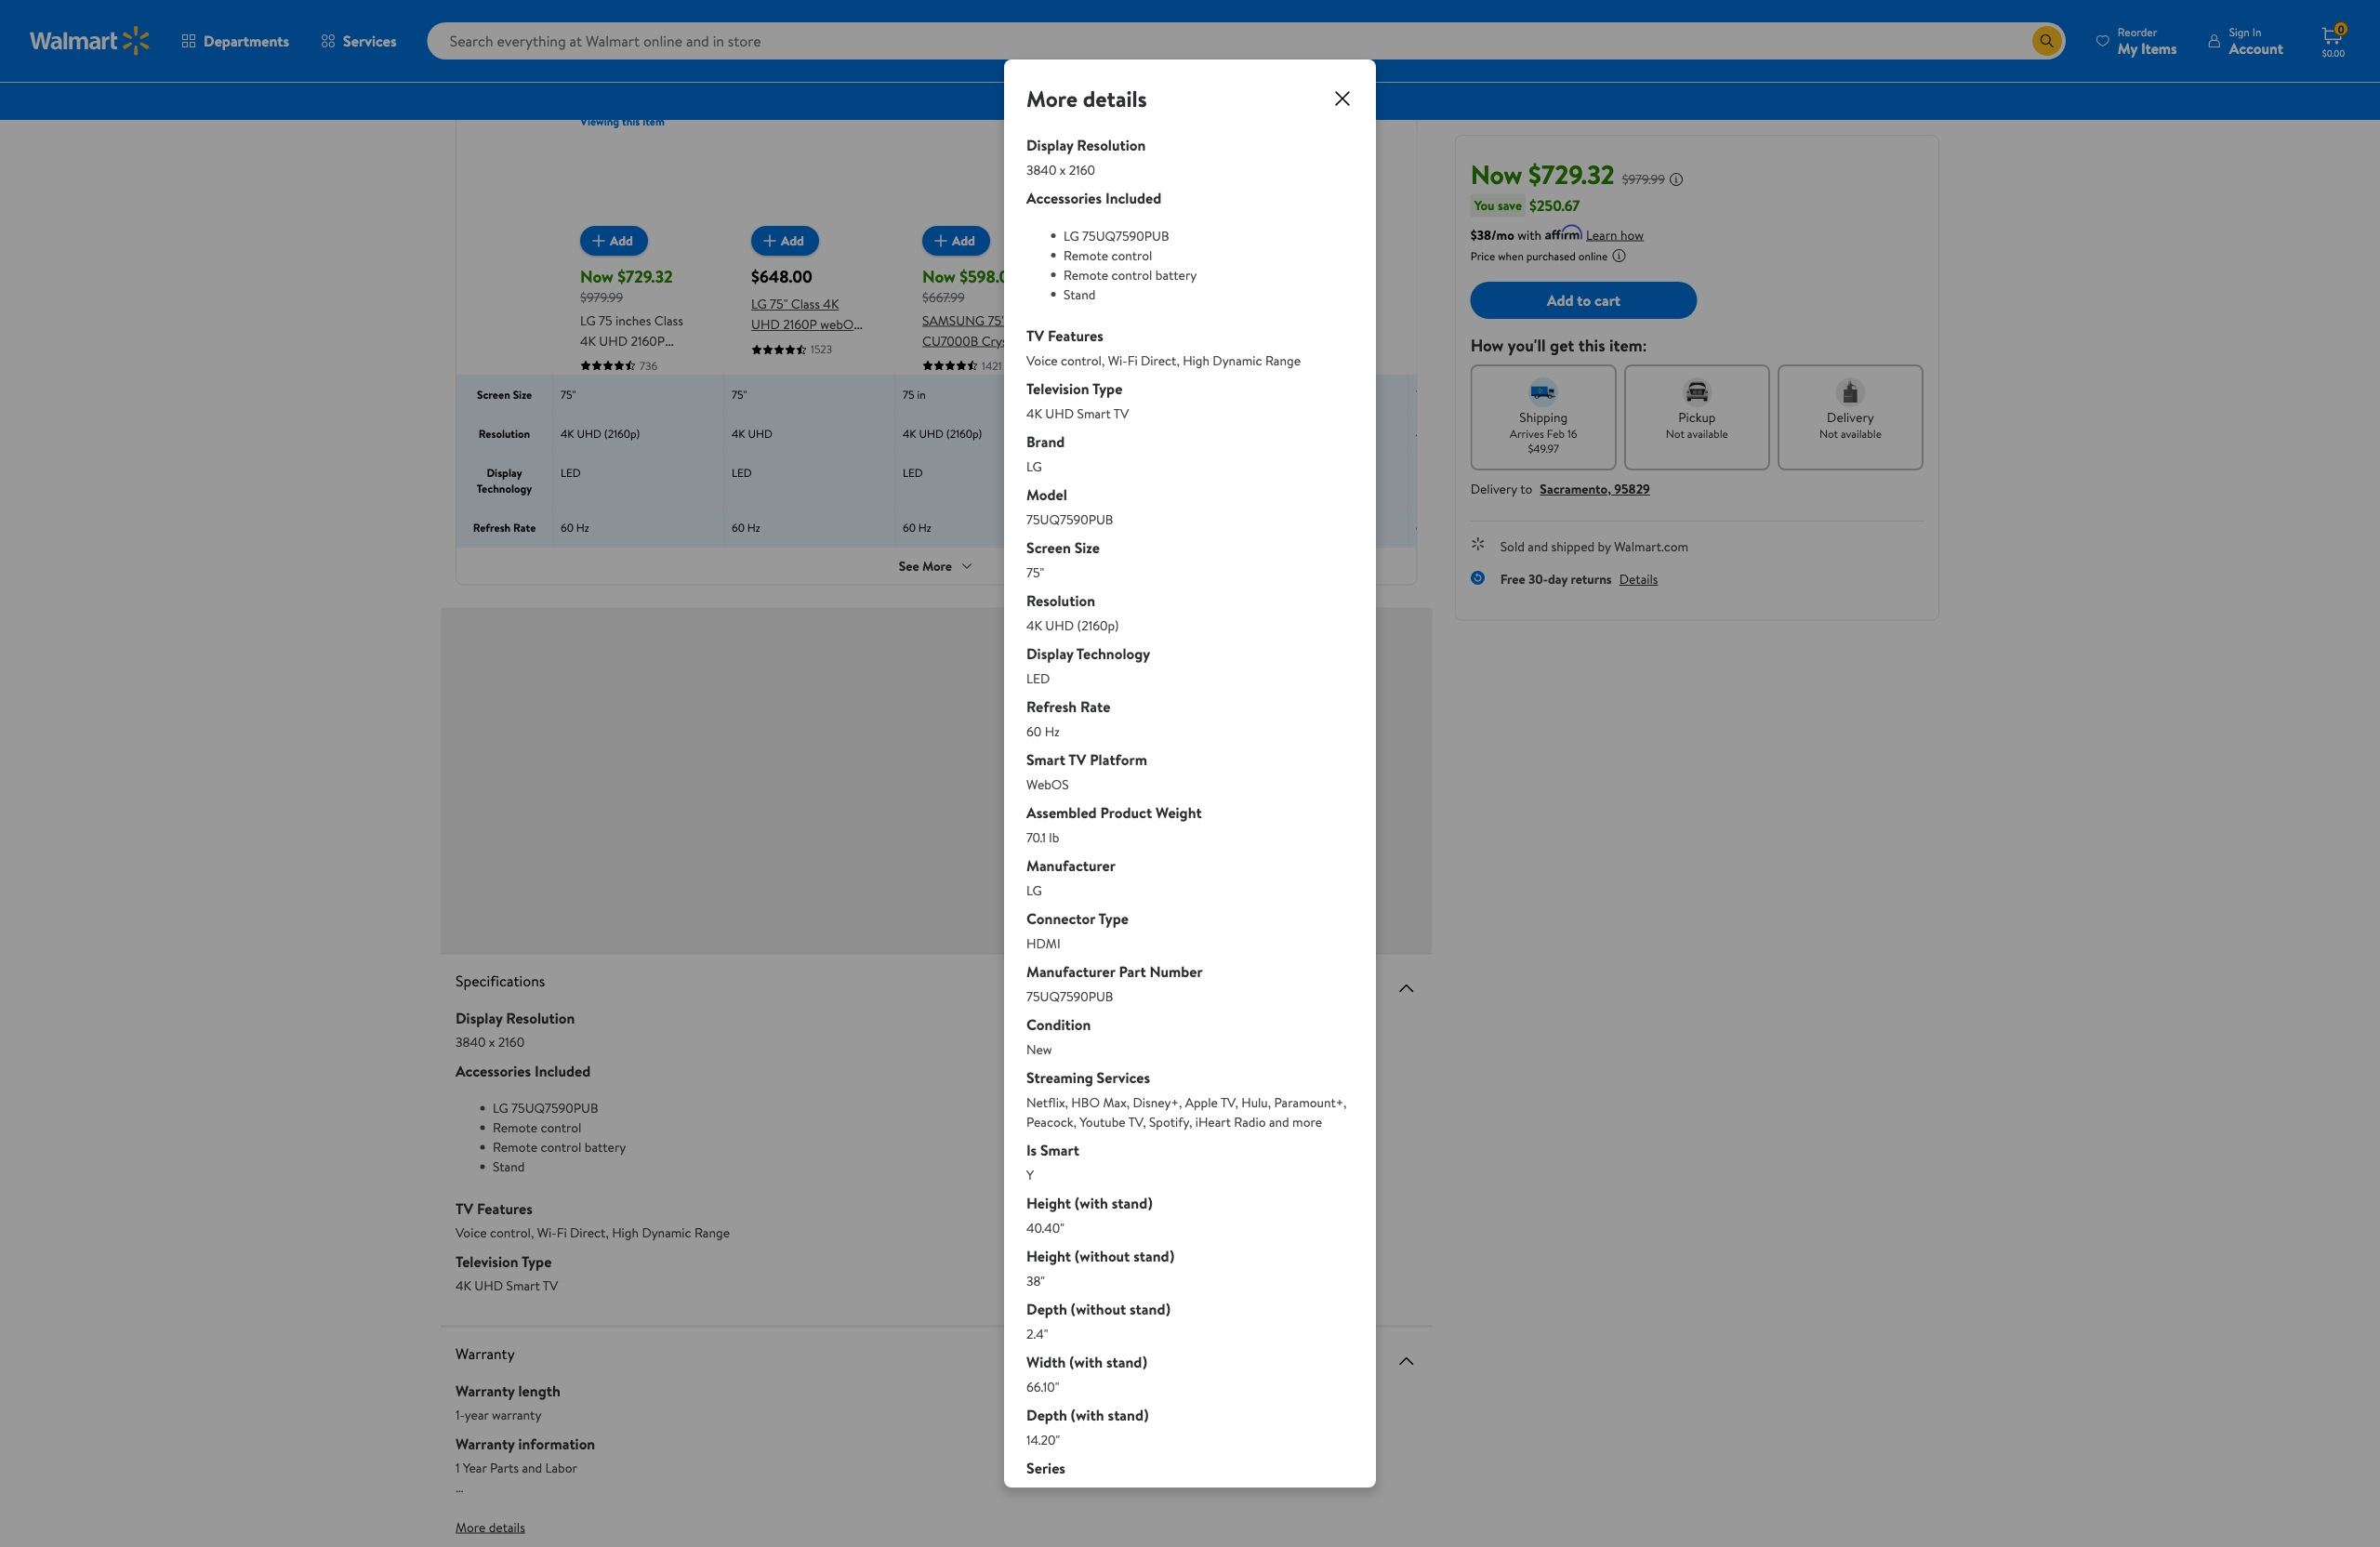 Walmart
Departments
Services
Search everything at Walmart online and in store
Reorder
My Items
Sign In
Account
0
$0.00
Viewing this item
Add
Now $729.32
$979.99
LG 75 inches Class
4K UHD 2160P...
736
Add
$648.00
LG 75" Class 4K
UHD 2160P webO...
1523
Add
Now $598.0
$667.99
SAMSUNG 75"
CU7000B Crys
1421
Screen Size 75" 75" 75 in
Resolution 4K UHD (2160p) 4K UHD 4K UHD (2160p)
Display
Technology
LED LED LED
Refresh Rate 60 Hz 60 Hz 60 Hz
See More
Specifications
Display Resolution
3840 x 2160
Accessories Included
• LG 75UQ7590PUB
• Remote control
• Remote control battery
• Stand
TV Features
Voice control, Wi-Fi Direct, High Dynamic Range
Television Type
4K UHD Smart TV
Warranty
Warranty length
1-year warranty
Warranty information
1 Year Parts and Labor
...
More details
More details
Display Resolution
3840 x 2160
Accessories Included
• LG 75UQ7590PUB
• Remote control
• Remote control battery
• Stand
TV Features
Voice control, Wi-Fi Direct, High Dynamic Range
Television Type
4K UHD Smart TV
Brand
LG
Model
75UQ7590PUB
Screen Size
75"
Resolution
4K UHD (2160p)
Display Technology
LED
Refresh Rate
60 Hz
Smart TV Platform
WebOS
Assembled Product Weight
70.1 lb
Manufacturer
LG
Connector Type
HDMI
Manufacturer Part Number
75UQ7590PUB
Condition
New
Streaming Services
Netflix, HBO Max, Disney+, Apple TV, Hulu, Paramount+,
Peacock, Youtube TV, Spotify, iHeart Radio and more
Is Smart
Y
Height (with stand)
40.40"
Height (without stand)
38"
Depth (without stand)
2.4"
Width (with stand)
66.10"
Depth (with stand)
14.20"
Series
Now $729.32 $979.99
You save $250.67
$38/mo with affirm Learn how
Price when purchased online
Add to cart
How you'll get this item:
Shipping
Arrives Feb 16
$49.97
Pickup
Not available
Delivery
Not available
Delivery to Sacramento, 95829
Sold and shipped by Walmart.com
Free 30-day returns Details